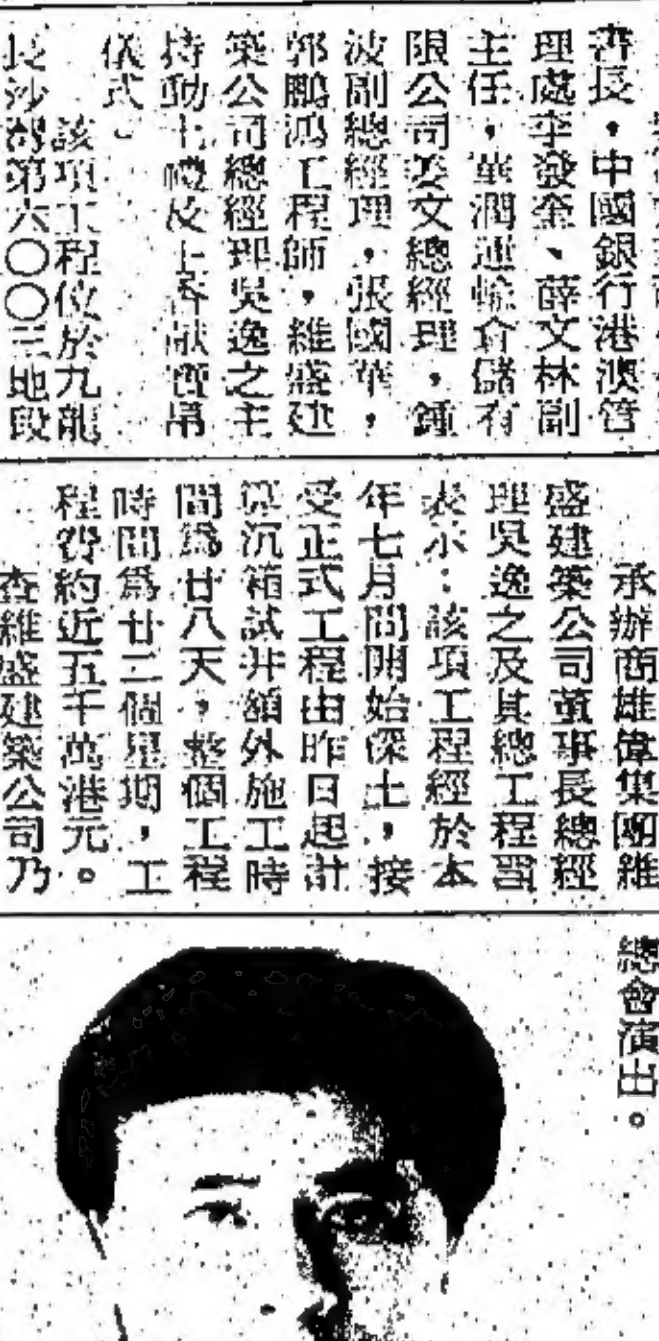 書長，中國銀行港澳管
理處李發金、薛文林副
主任，華潤運輸倉儲有
限公司姜文總經理，鍾
波副總經理，張國華，
郭鵬鴻工程師，維盛建
築公司總經理吳逸之主
持動土禮及上香獻寶吊
儀式。
該項工程位於九龍
長沙灣第六〇〇三地段
承辦商雄偉集團維
盛建築公司董事長總經
理吳逸之及其總工程
表示：該項工程經於本
年七月間開始探土，接
受正式工程由昨日起計
算沉箱試井額外施工時
間為廿八天，整個工程
時間為廿二個星期，工
程費約近五千萬港元。
查維盛建築公司乃
總會演出。